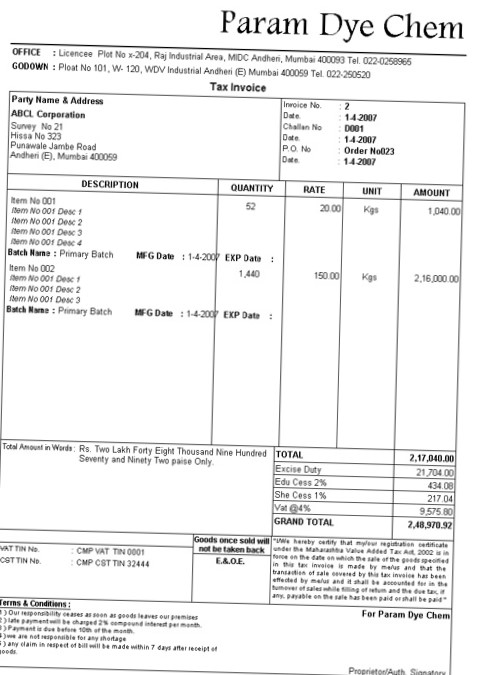 Param Dye Chem
OFFICE : Licencee Plot No x-204, Raj Industrial Area, MIDC Andheri, Mumbai 400093 Tel. 022-0258965
GODOWN : Ploat No 101, W- 120, WDV Industrial Andheri (E) Mumbai 400059 Tel. 022-250520
Tax Invoice
Party Name & Address
ABCL Corporation
Survey No 21
Hissa No 30
Punawale Jambe Road
Andheri (E), Mumbai 400059
Invoice No. : 2
Date. : 1-4-2007
Challan No : D001
Date. : 1-4-2007
P.O. No : Order No023
Date. : 1-4-2007
DESCRIPTION QUANTITY RATE UNIT AMOUNT
Item No 001 52 20.00 Kgs 1,040.00
Item No 001 Desc 1
Item No 001 Desc 2
Item No 001 Desc 3
Item No 001 Desc 4
Batch Name : Primary Batch MFG Date : 1-4-2007 EXP Date :
Item No 002 1,440 150.00 Kgs 2,16,000.00
Item No 001 Desc 1
Item No 001 Desc 2
Item No 001 Desc 3
Batch Name : Primary Batch MFG Date : 1-4-2007 EXP Date :
Total Amount in Words : Rs. Two Lakh Forty Eight Thousand Nine Hundred
Seventy and Ninety Two paise Only.
TOTAL 2,17,040.00
Excise Duty 21,704.00
Edu Cess 2% 434.08
She Cess 1% 217.04
Vat @4% 9,575.80
GRAND TOTAL 2,48,970.92
VAT TIN No. : CMP VAT TIN 0001
CST TIN No. : CMP CST TIN 32444
Goods once sold will
not be taken back
E.&.O.E.
"I/We hereby certify that my/our registration certificate
under the Maharashtra Value Added Tax Act, 2002 is in
force on the date on which the sale of the goods specified
in this tax invoice is made by me/us and that the
transaction of sale covered by this tax invoice has been
effected by me/us and it shall be accounted for in the
turnover of sales while filling of return and the due tax, if
any, payable on the sale has been paid or shall be paid"
Terms & Conditions :
1 ) Our responsibility ceases as soon as goods leaves our premises
2 ) late payment will be charged 2% compound interest per month.
3 ) Payment is due before 10th of the month.
4 ) we are not responsible for any shortage
5 ) any claim in respect of bill will be made within 7 days after receipt of
goods.
For Param Dye Chem
Proprietor/Auth. Signatory